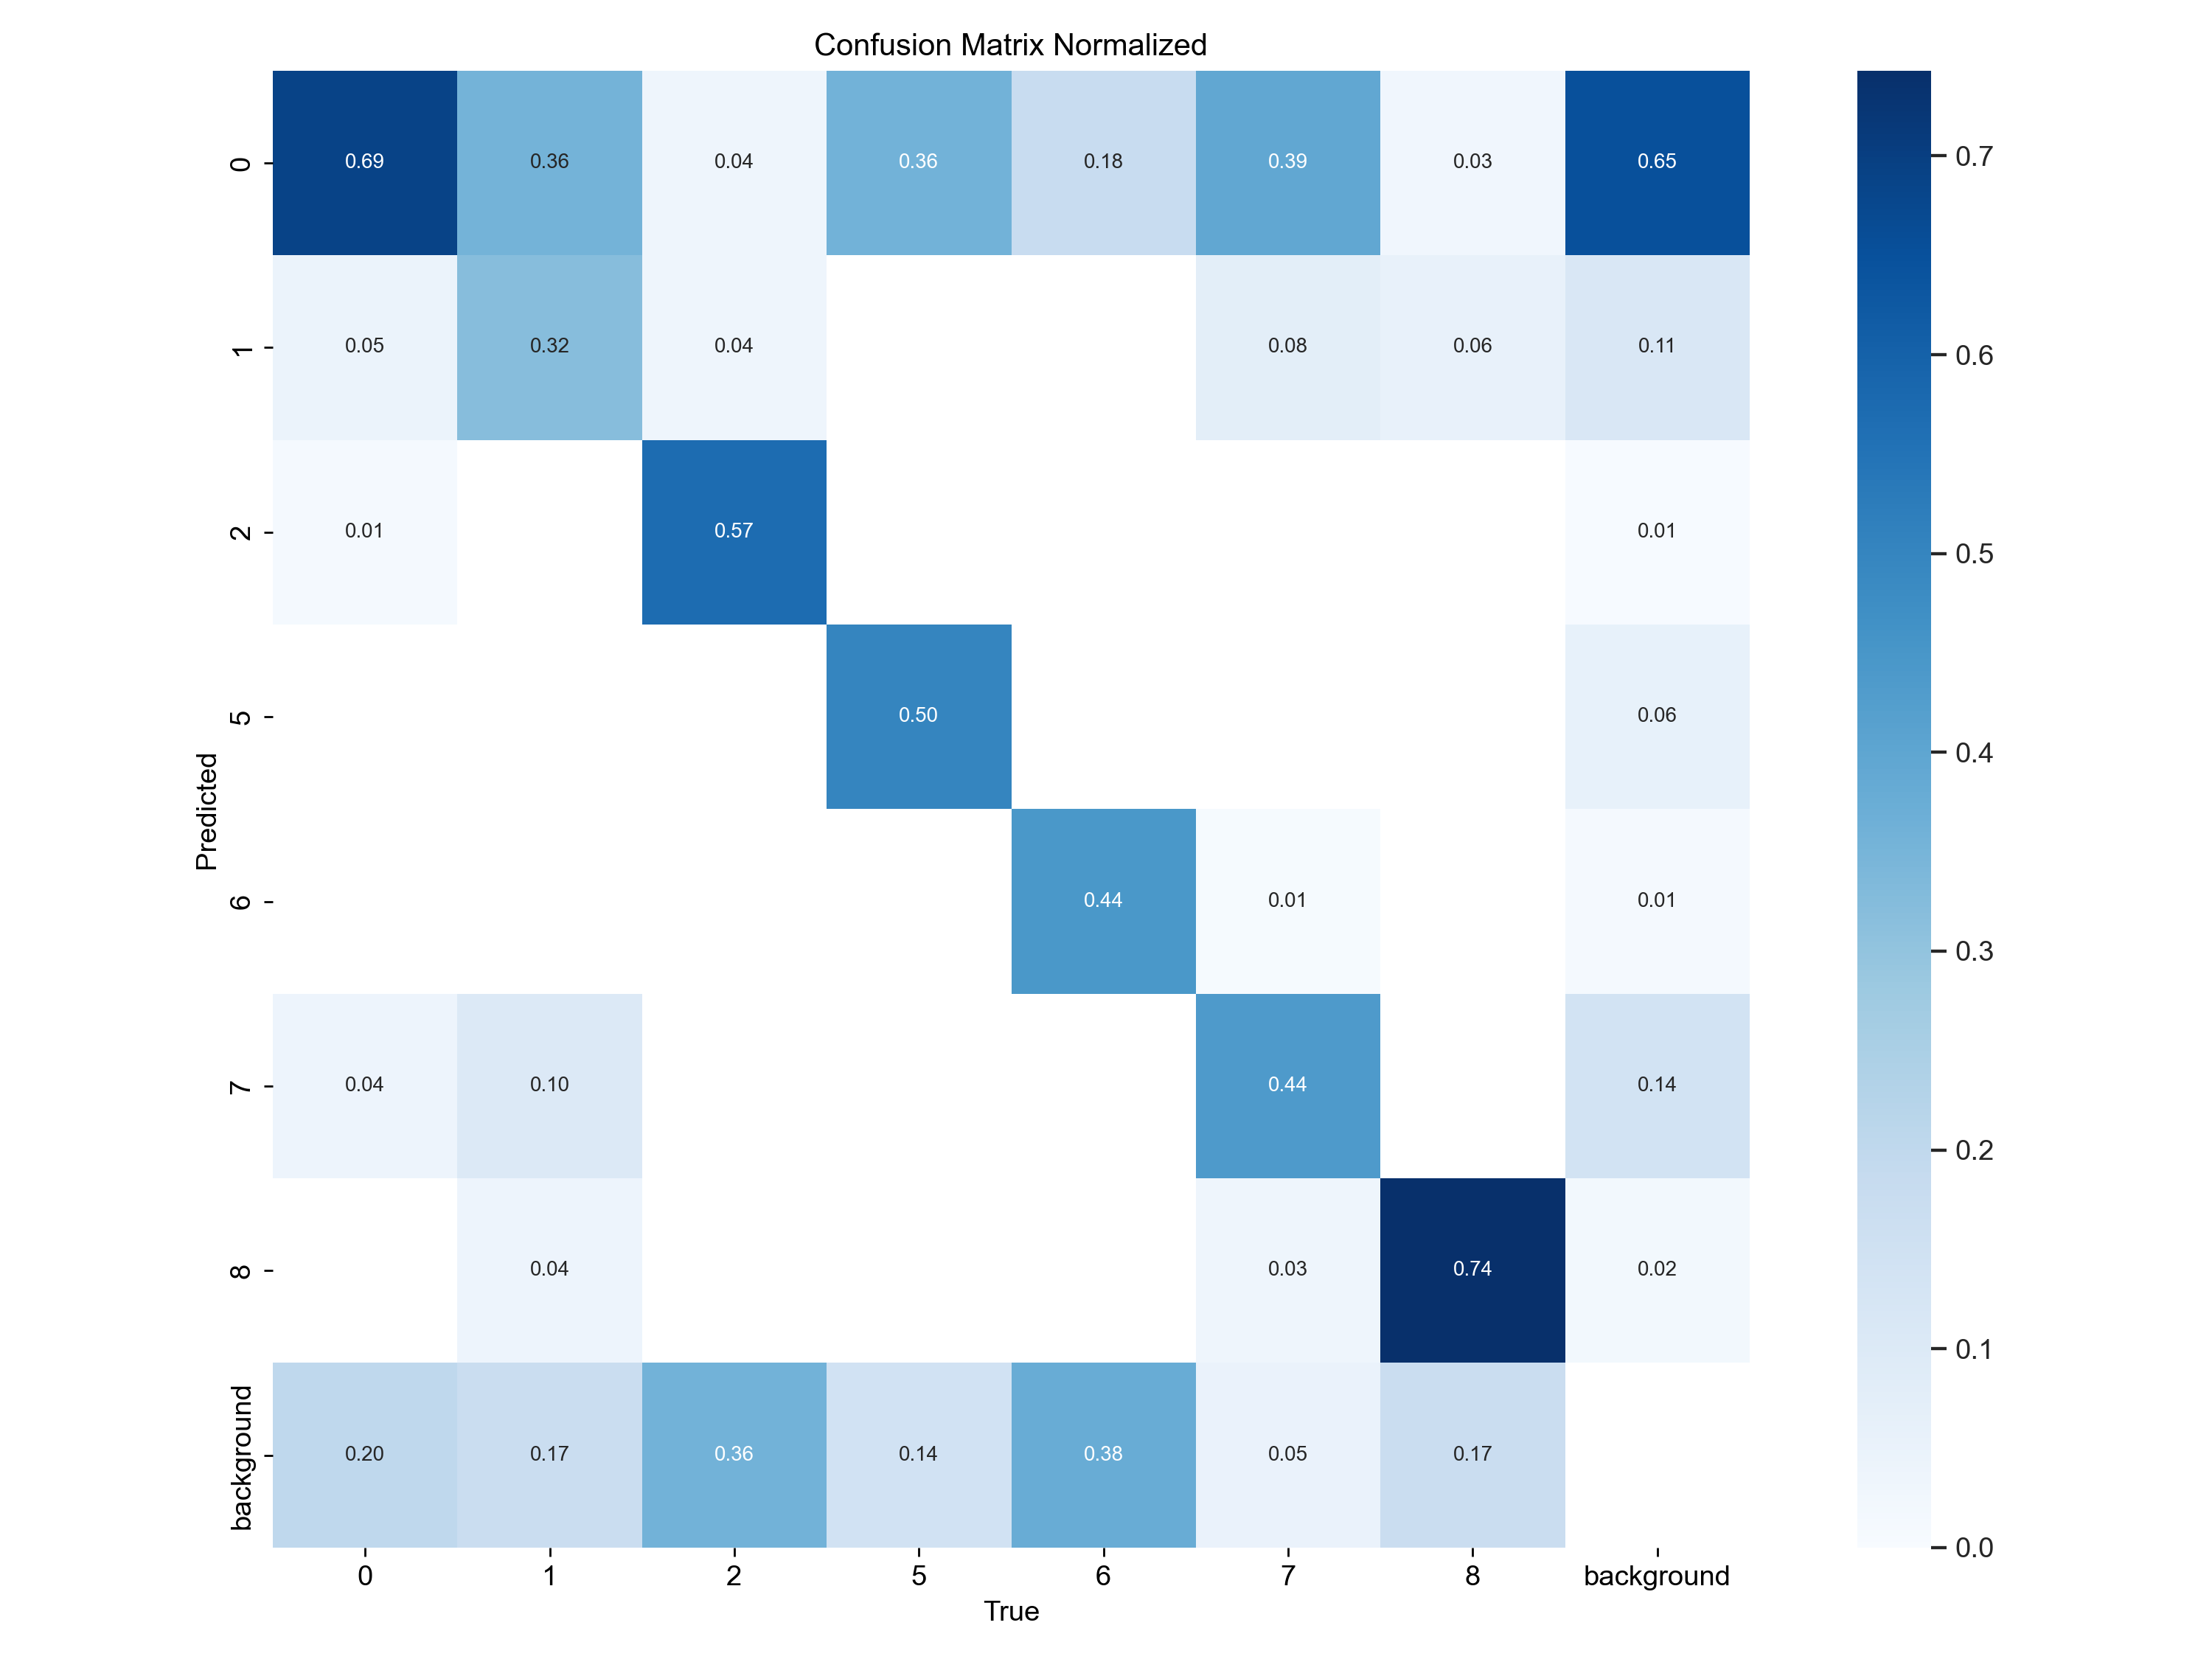 Confusion Matrix Normalized
0 0.69 0.36 0.04 0.36 0.18 0.39 0.03 0.65
1 0.05 0.32 0.04 0.08 0.06 0.11
2 0.01 0.57 0.01
5 0.50 0.06
6 0.44 0.01 0.01
7 0.04 0.10 0.44 0.14
8 0.04 0.03 0.74 0.02
background 0.20 0.17 0.36 0.14 0.38 0.05 0.17
Predicted
0 1 2 5 6 7 8 background
True
0.7
0.6
0.5
0.4
0.3
0.2
0.1
0.0